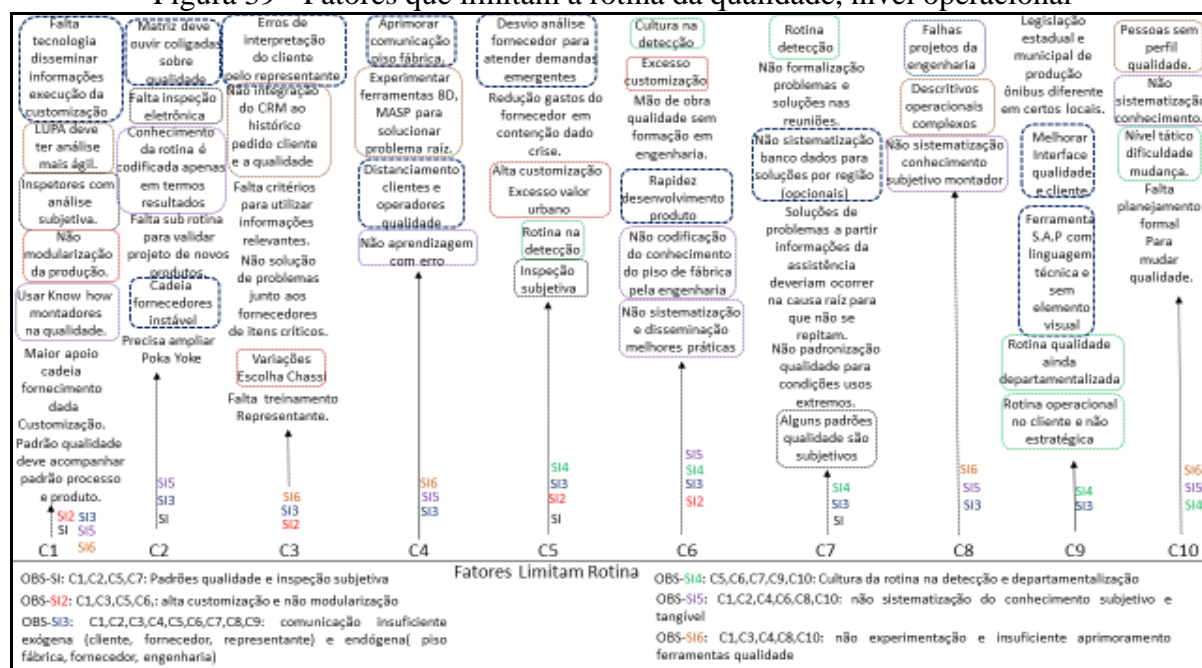 Figura 39 - Fatores que limitam a rotina da qualidade, nível operacional
Falta
tecnologia
disseminar
informações
execução da
customização
LUPA deve
ter análise
mais ágil.
Inspetores com
análise
subjetiva.
Não
modularização
da produção.
Usar Know how
montadores
na qualidade.
Maior apoio
cadeia
fornecimento
dada
Customização.
Padrão qualidade
deve acompanhar
padrão processo
e produto.
SI2 SI3
SI SI5
SI6
C1
Matriz deve
ouvir coligadas
sobre
qualidade
Falta inspeção
eletrônica
Conhecimento
da rotina é
codificada apenas
em termos
resultados
Falta sub rotina
para validar
projeto de novos
produtos
Cadeia
fornecedores
instável
Precisa ampliar
Poka Yoke
SI5
SI3
SI
C2
Erros de
interpretação
do cliente
pelo representante
Não integração
do CRM ao
histórico
pedido cliente
e a qualidade
Falta critérios
para utilizar
informações
relevantes.
Não solução
de problemas
junto aos
fornecedores
de itens críticos.
Variações
Escolha Chassi
Falta treinamento
Representante.
SI6
SI3
SI2
C3
Aprimorar
comunicação
piso fábrica.
Experimentar
ferramentas 8D,
MASP para
solucionar
problema raíz.
Distanciamento
clientes e
operadores
qualidade
Não aprendizagem
com erro
SI6
SI5
SI3
C4
Desvio análise
fornecedor para
atender demandas
emergentes
Redução gastos do
fornecedor em
contenção dado
crise.
Alta customização
Excesso valor
urbano
Rotina na
detecção
Inspeção
subjetiva
SI4
SI3
SI2
SI
C5
Cultura na
detecção
Excesso
customização
Mão de obra
qualidade sem
formação em
engenharia.
Rapidez
desenvolvimento
produto
Não codificação
do conhecimento
do piso de fábrica
pela engenharia
Não sistematização
e disseminação
melhores práticas
SI5
SI4
SI3
SI2
C6
Rotina
detecção
Não formalização
problemas e
soluções nas
reuniões.
Não sistematização
banco dados para
soluções por região
(opcionais)
Soluções de
problemas a partir
informações da
assistência
deveriam ocorrer
na causa raíz para
que não se
repitam.
Não padronização
qualidade para
condições usos
extremos.
Alguns padrões
qualidade são
subjetivos
SI4
SI3
SI
C7
Falhas
projetos da
engenharia
Descritivos
operacionais
complexos
Não sistematização
conhecimento
subjetivo montador
SI6
SI5
SI3
C8
Legislação
estadual e
municipal de
produção
ônibus diferente
em certos locais.
Melhorar
Interface
qualidade
e cliente
Ferramenta
S.A.P com
linguagem
técnica e
sem
elemento
visual
Rotina qualidade
ainda
departamentalizada
Rotina operacional
no cliente e não
estratégica
SI4
SI3
C9
Pessoas sem
perfil
qualidade.
Não
sistematização
conhecimento.
Nível tático
dificuldade
mudança.
Falta
planejamento
formal
Para
mudar
qualidade.
SI6
SI5
SI4
C10
Fatores Limitam Rotina
OBS-SI: C1,C2,C5,C7: Padrões qualidade e inspeção subjetiva
OBS-SI2: C1,C3,C5,C6,: alta customização e não modularização
OBS-SI3: C1,C2,C3,C4,C5,C6,C7,C8,C9: comunicação insuficiente
exógena (cliente, fornecedor, representante) e endógena( piso
fábrica, fornecedor, engenharia)
OBS-SI4: C5,C6,C7,C9,C10: Cultura da rotina na detecção e departamentalização
OBS-SI5: C1,C2,C4,C6,C8,C10: não sistematização do conhecimento subjetivo e
tangível
OBS-SI6: C1,C3,C4,C8,C10: não experimentação e insuficiente aprimoramento
ferramentas qualidade